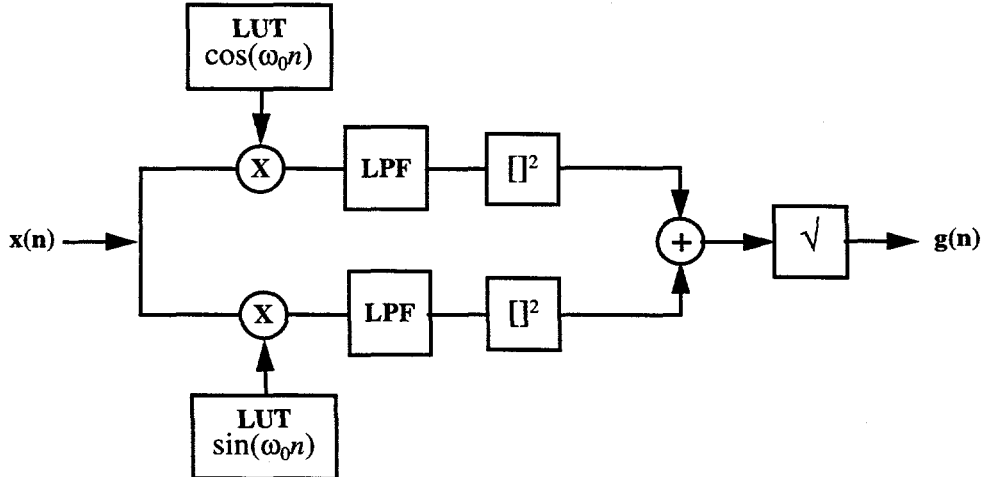 LUT
cos(ω₀n)
X
LPF
[]²
x(n)
+
√
g(n)
X
LPF
[]²
LUT
sin(ω₀n)